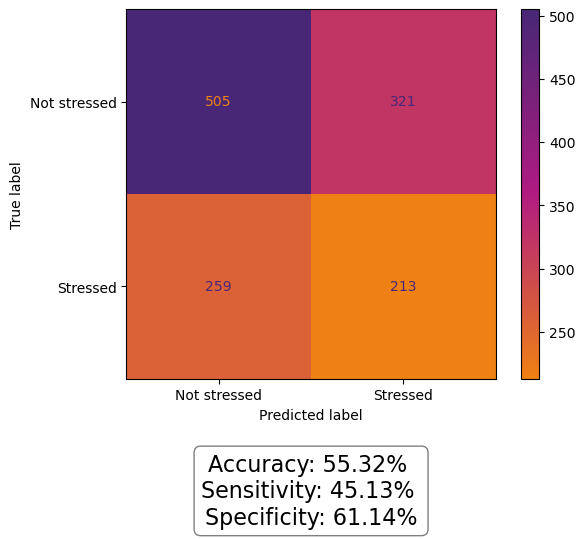 True label
Not stressed
505
321
Stressed
259
213
Not stressed
Stressed
Predicted label
500
450
400
350
300
250
Accuracy: 55.32%
Sensitivity: 45.13%
Specificity: 61.14%